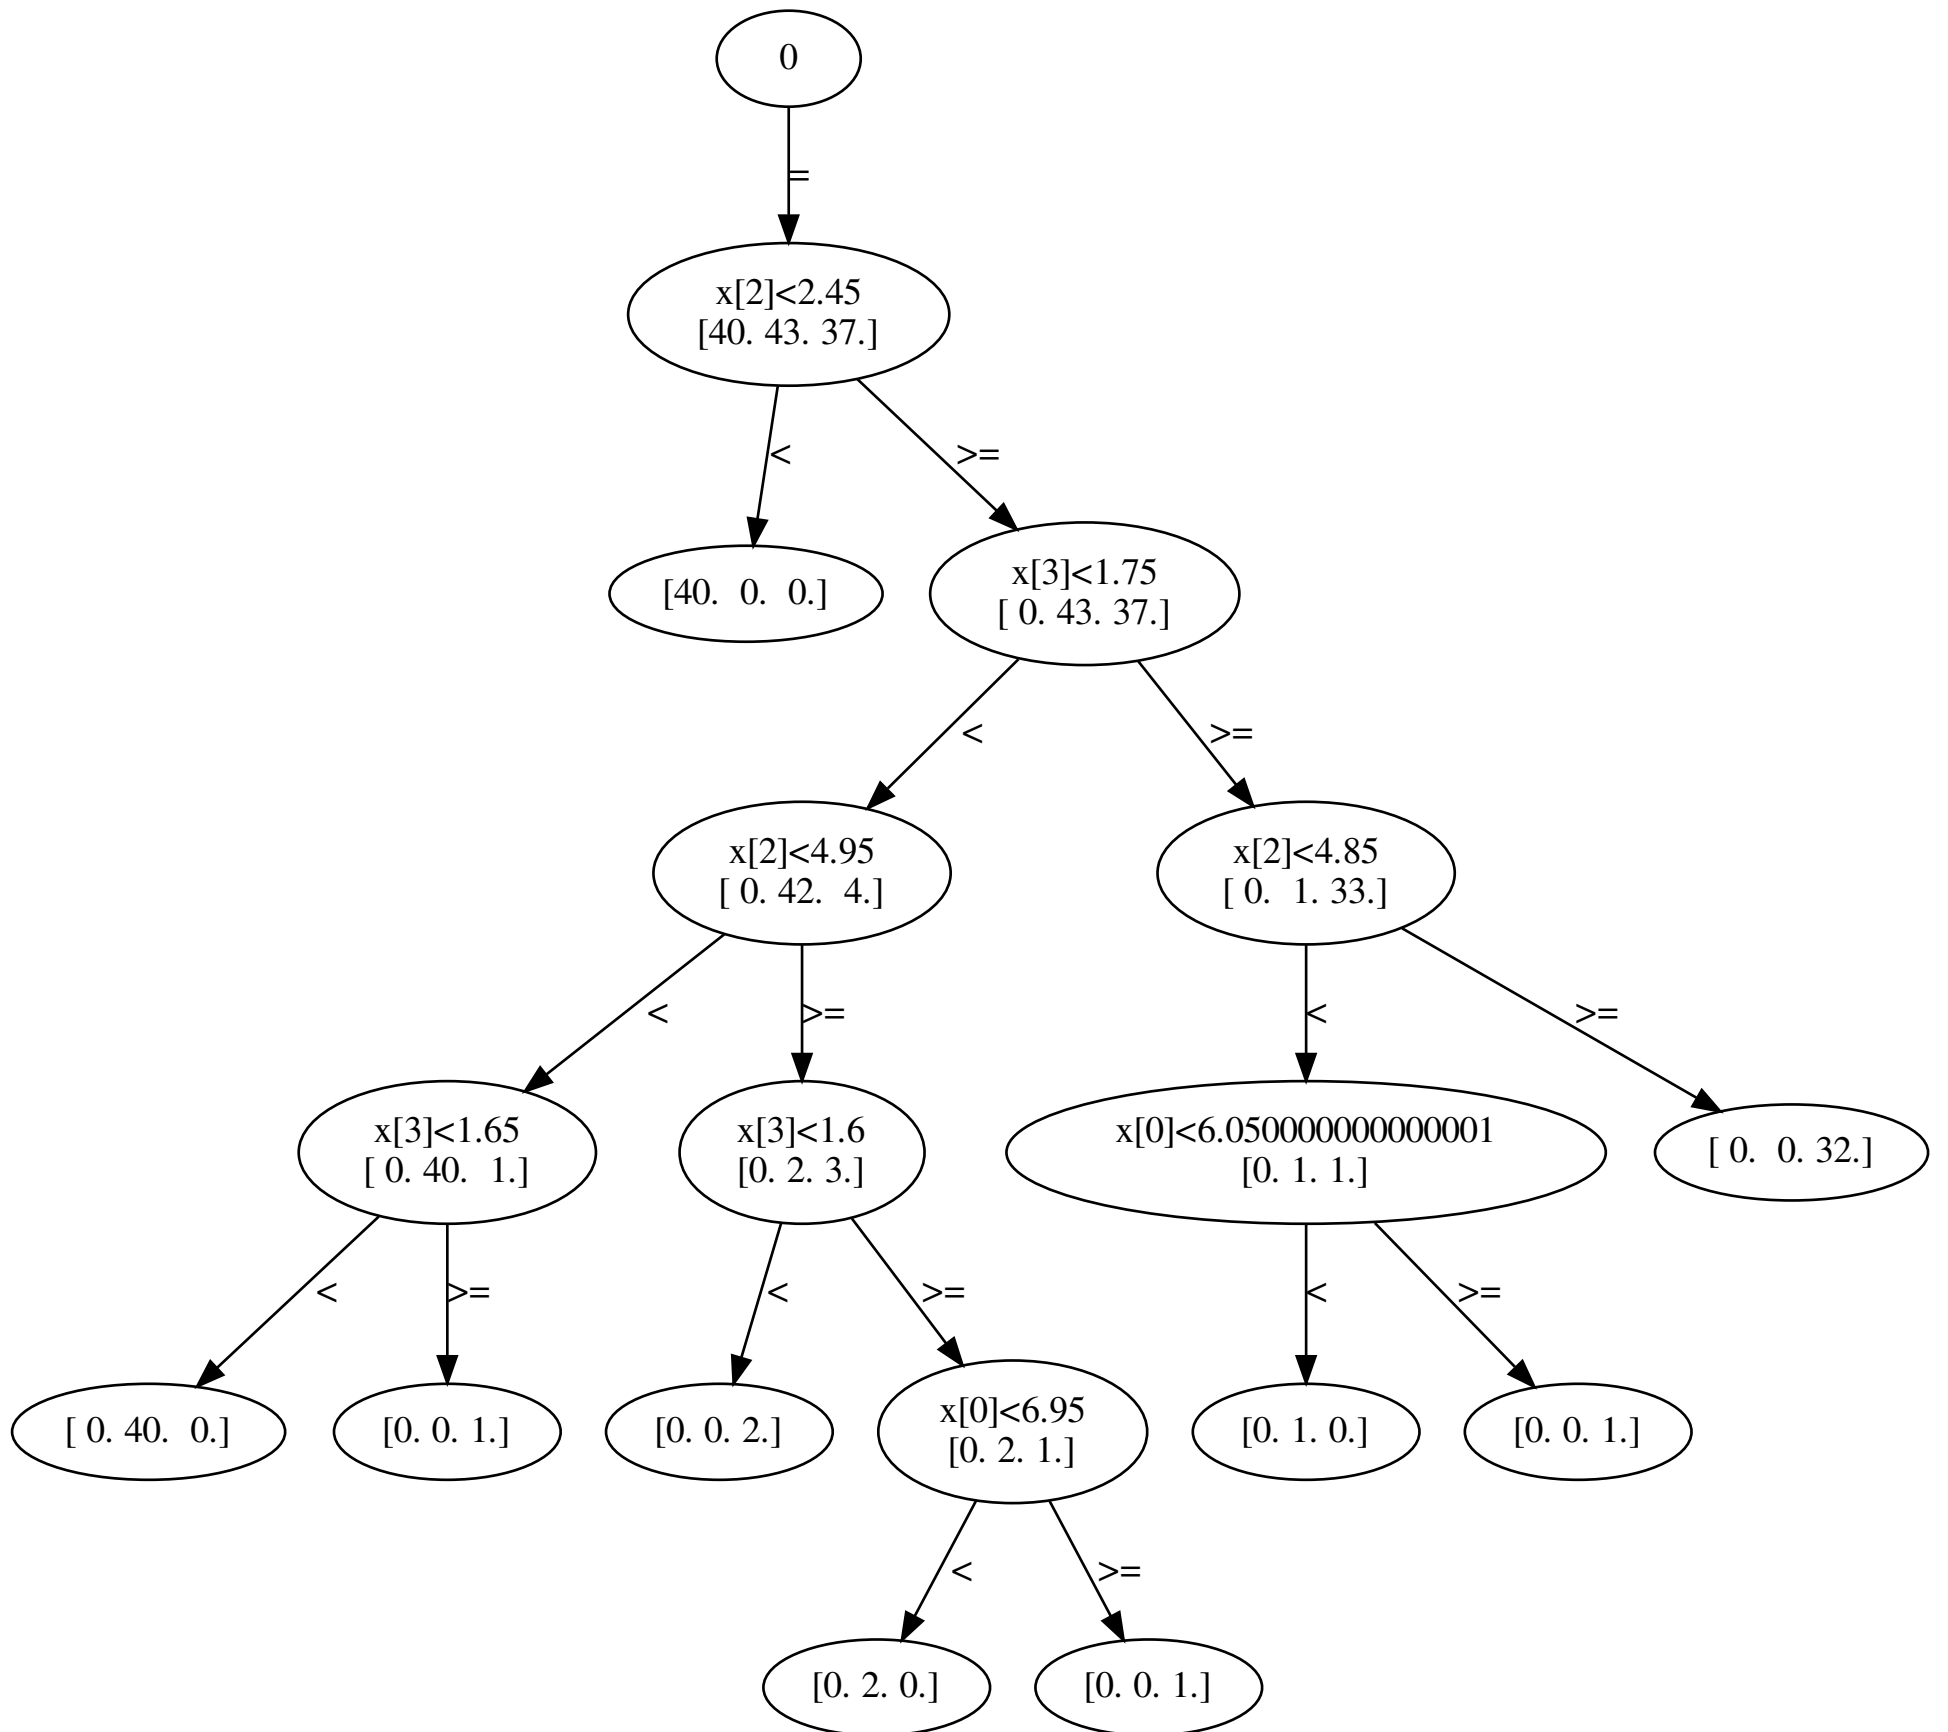 0
=
x[2]<2.45
[40. 43. 37.]
<
>=
[40.  0.  0.]
x[3]<1.75
[ 0. 43. 37.]
<
>=
x[2]<4.95
[ 0. 42.  4.]
x[2]<4.85
[ 0.  1. 33.]
<
>=
<
>=
x[3]<1.65
[ 0. 40.  1.]
x[3]<1.6
[0. 2. 3.]
x[0]<6.050000000000001
[0. 1. 1.]
[ 0.  0. 32.]
<
>=
<
>=
<
>=
[ 0. 40.  0.]
[0. 0. 1.]
[0. 0. 2.]
x[0]<6.95
[0. 2. 1.]
[0. 1. 0.]
[0. 0. 1.]
<
>=
[0. 2. 0.]
[0. 0. 1.]